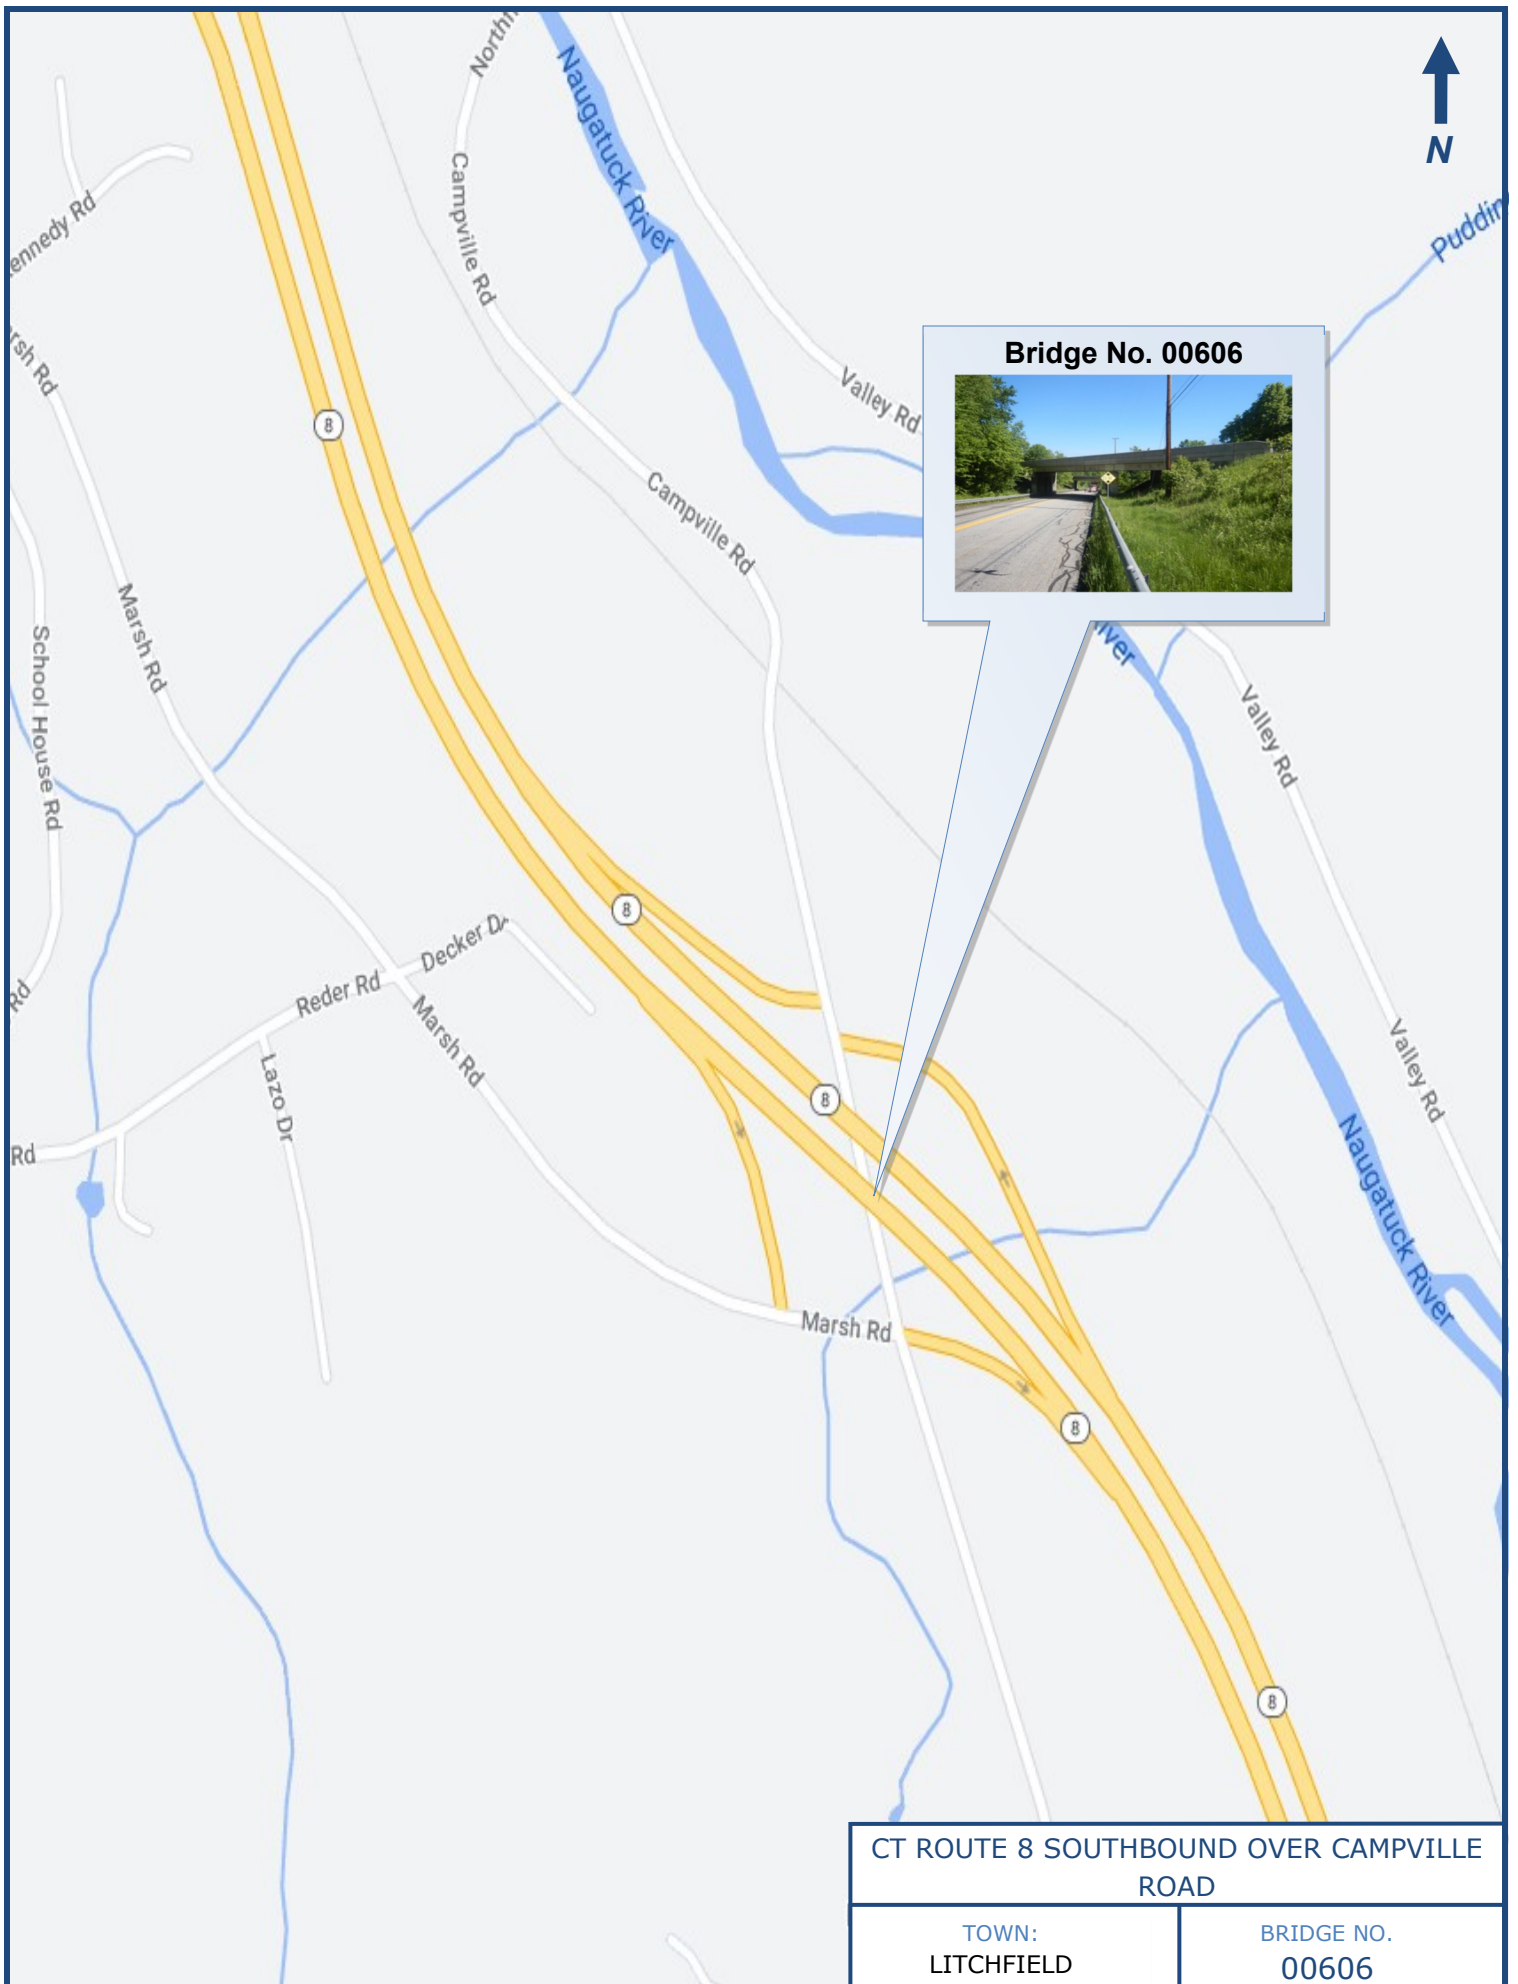 Northf
Naugatuck River
N
Campville Rd
ennedy Rd
Puddin
rsh Rd
Bridge No. 00606
Valley Rd
8
Campville Rd
Marsh Rd
School House Rd
iver
Valley Rd
8
Decker Dr
Reder Rd
Rd
Marsh Rd
Valley Rd
Lazo Dr
8
Rd
Naugatuck River
Marsh Rd
8
8
CT ROUTE 8 SOUTHBOUND OVER CAMPVILLE
ROAD
TOWN:
LITCHFIELD
BRIDGE NO.
00606